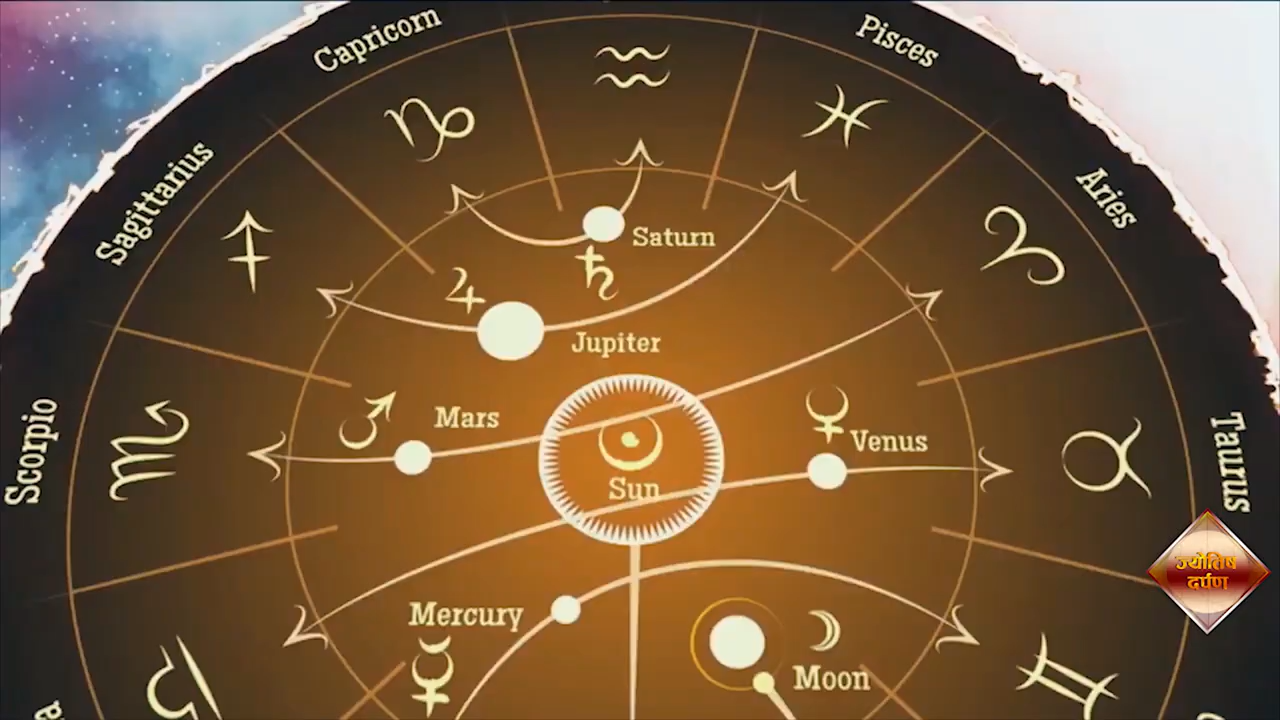 Capricorn
Pisces
Sagittarius
Aries
Saturn
Jupiter
Scorpio
Mars
Venus
Taurus
Sun
ज्योतिष
दर्पण
Mercury
Moon